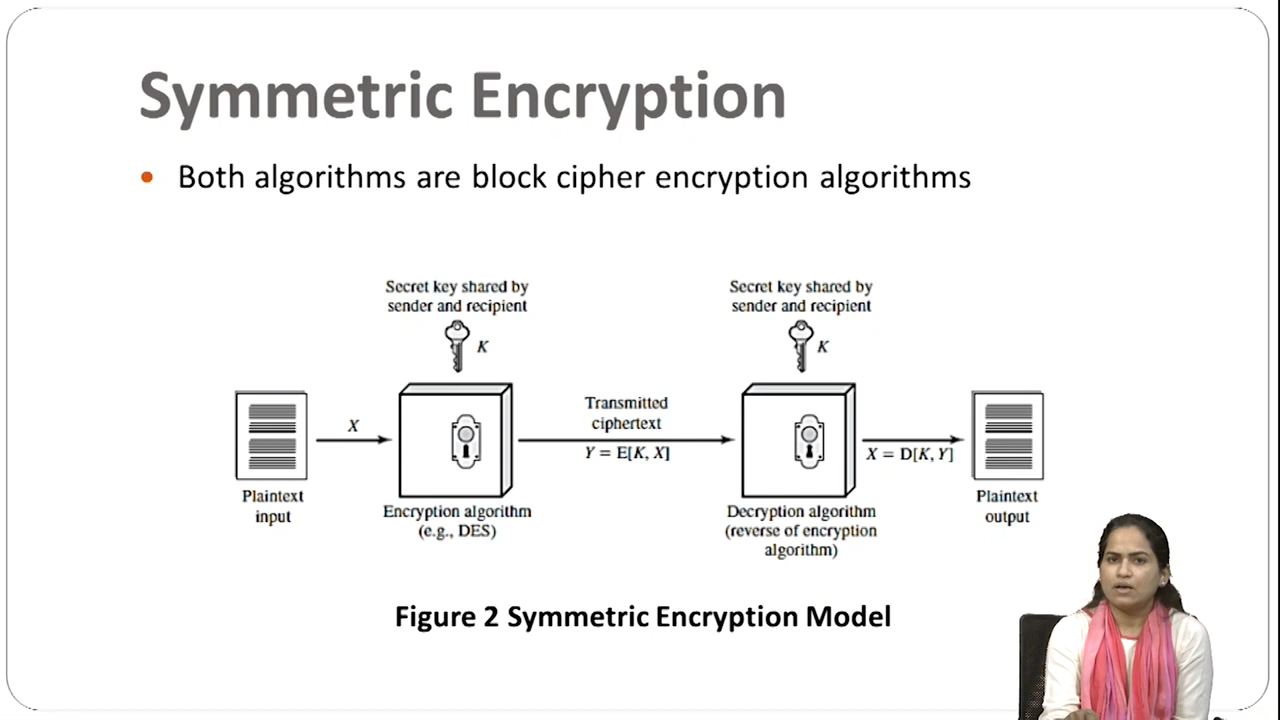 Symmetric Encryption
• Both algorithms are block cipher encryption algorithms
Secret key shared by
sender and recipient
K
Secret key shared by
sender and recipient
K
X
Transmitted
ciphertext
Y = E[K, X]
X = D[K, Y]
Plaintext
input
Encryption algorithm
(e.g., DES)
Decryption algorithm
(reverse of encryption
algorithm)
Plaintext
output
Figure 2 Symmetric Encryption Model